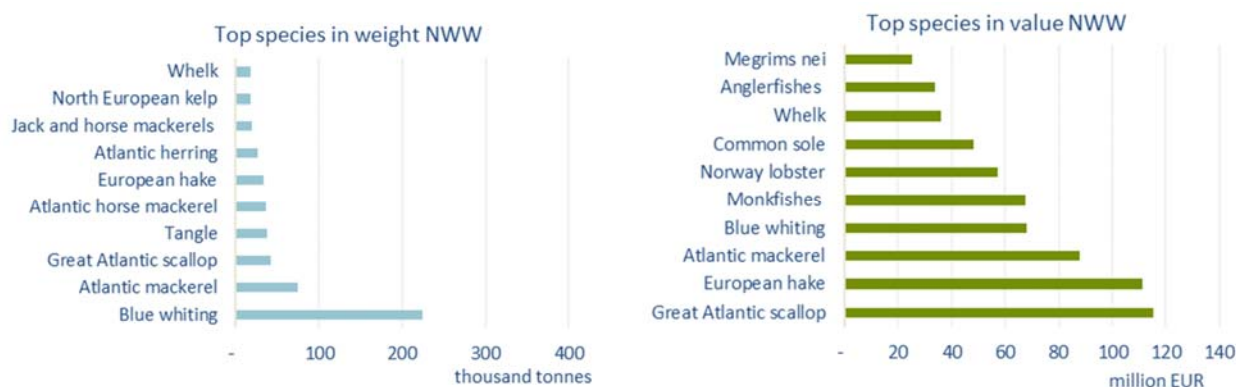 Top species in weight NWW
Whelk
North European kelp
Jack and horse mackerels
Atlantic herring
European hake
Atlantic horse mackerel
Tangle
Great Atlantic scallop
Atlantic mackerel
Blue whiting
- 100 200 300 400
thousand tonnes
Top species in value NWW
Megrims nei
Anglerfishes
Whelk
Common sole
Norway lobster
Monkfishes
Blue whiting
Atlantic mackerel
European hake
Great Atlantic scallop
- 20 40 60 80 100 120 140
million EUR